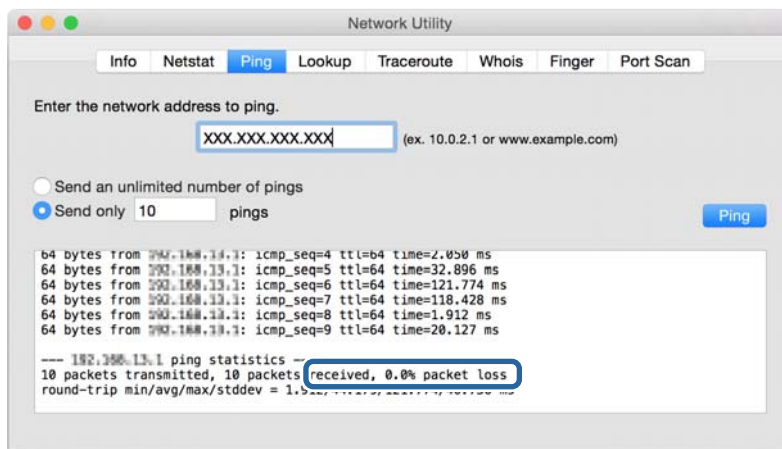 Network Utility
Info Netstat Ping Lookup Traceroute Whois Finger Port Scan
Enter the network address to ping.
XXX.XXX.XXX.XXX (ex. 10.0.2.1 or www.example.com)
Send an unlimited number of pings
Send only 10 pings
Ping
64 bytes from : icmp_seq=4 ttl=64 time=2.050 ms
64 bytes from : icmp_seq=5 ttl=64 time=32.896 ms
64 bytes from : icmp_seq=6 ttl=64 time=121.774 ms
64 bytes from : icmp_seq=7 ttl=64 time=118.428 ms
64 bytes from : icmp_seq=8 ttl=64 time=1.912 ms
64 bytes from : icmp_seq=9 ttl=64 time=20.127 ms
--- ping statistics --
10 packets transmitted, 10 packets received, 0.0% packet loss
round-trip min/avg/max/stddev = ms